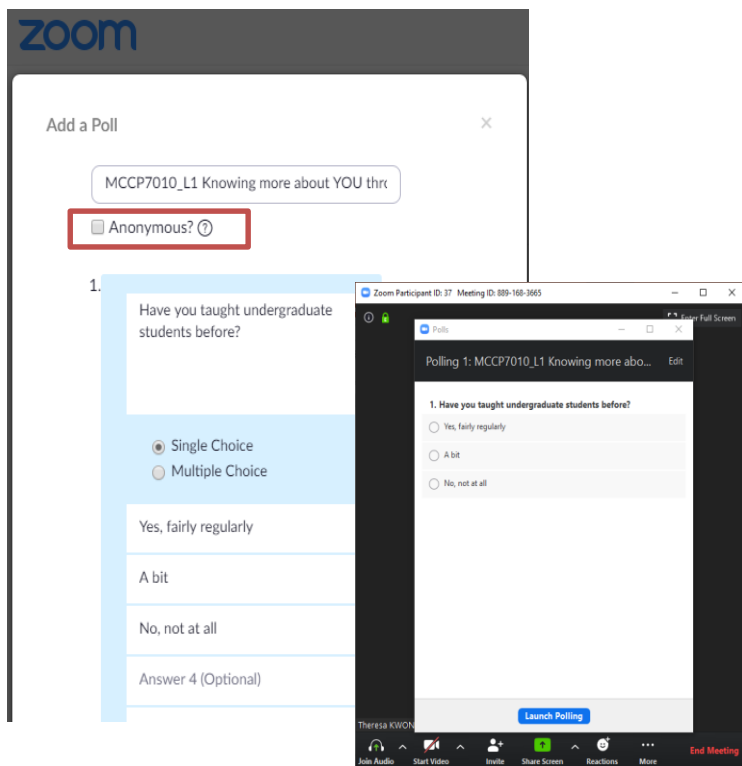 zoom
Add a Poll
×
MCCP7010_L1 Knowing more about YOU thr
Anonymous? ?
1.
Have you taught undergraduate
students before?
Single Choice
Multiple Choice
Yes, fairly regularly
A bit
No, not at all
Answer 4 (Optional)
Zoom Participant ID: 37 Meeting ID: 889-168-3665
Enter Full Screen
Polls
Polling 1: MCCP7010_L1 Knowing more abo... Edit
1. Have you taught undergraduate students before?
Yes, fairly regularly
A bit
No, not at all
Launch Polling
Theresa KWON
Join Audio Start Video Invite Share Screen Reactions More End Meeting